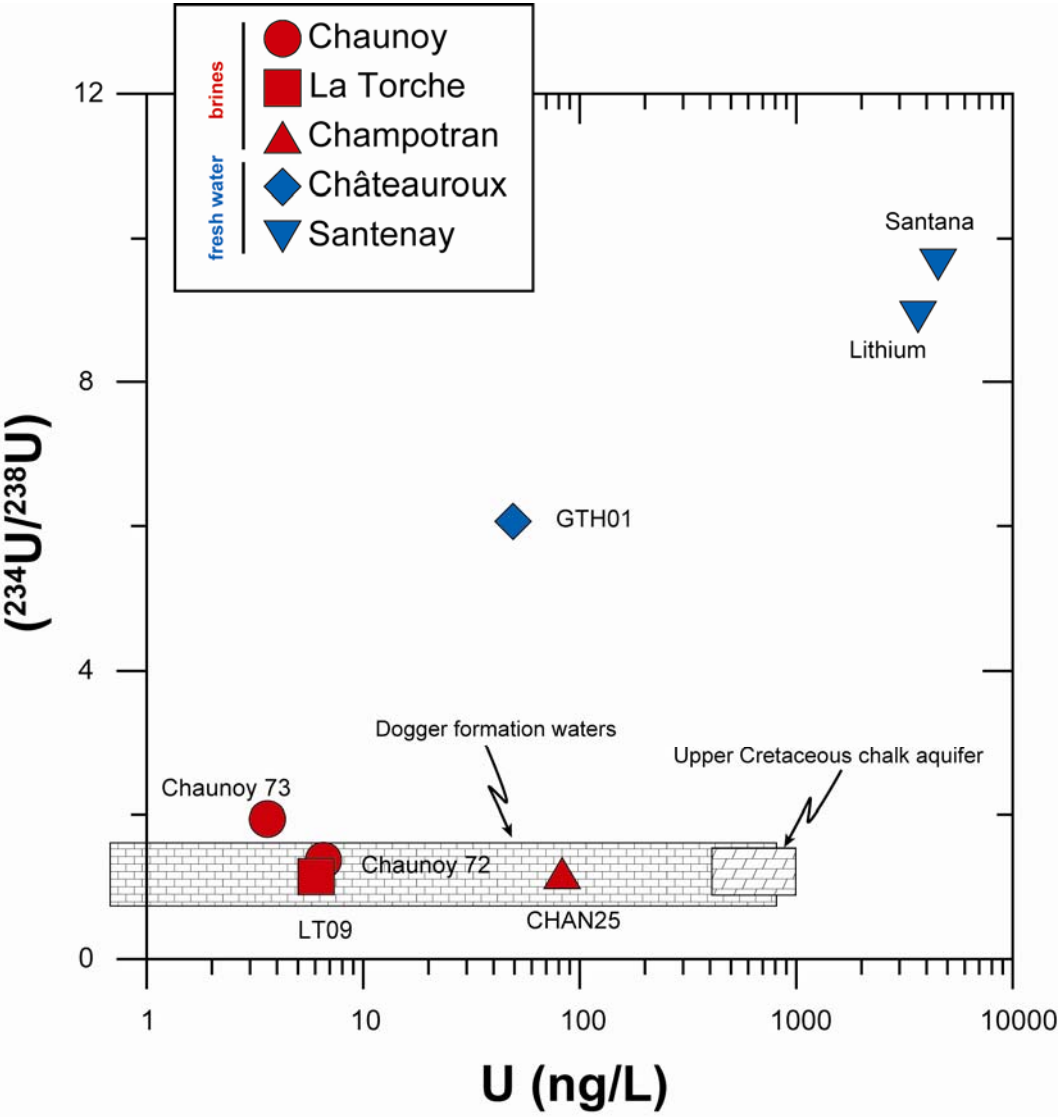 brines
Chaunoy
La Torche
Champotran
fresh water
Châteauroux
Santenay
12
8
4
0
(²³⁴U/²³⁸U)
Santana
Lithium
GTH01
Dogger formation waters
Upper Cretaceous chalk aquifer
Chaunoy 73
Chaunoy 72
LT09
CHAN25
1 10 100 1000 10000
U (ng/L)